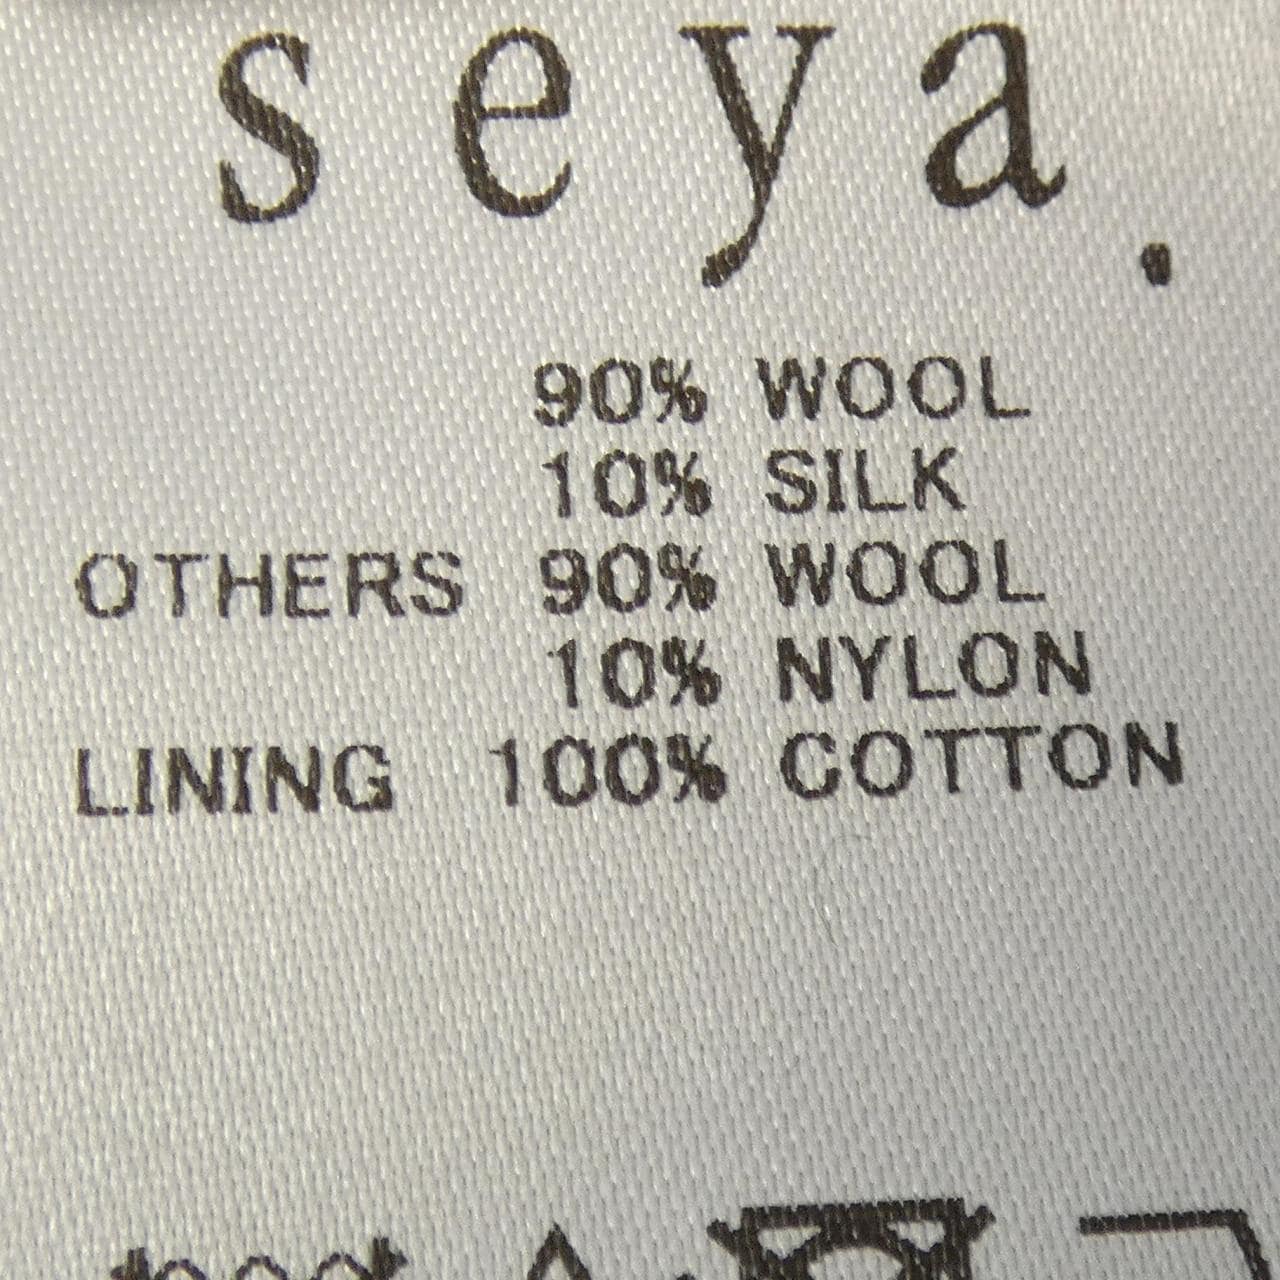 seya.
90% WOOL
10% SILK
OTHERS 90% WOOL
10% NYLON
LINING 100% COTTON